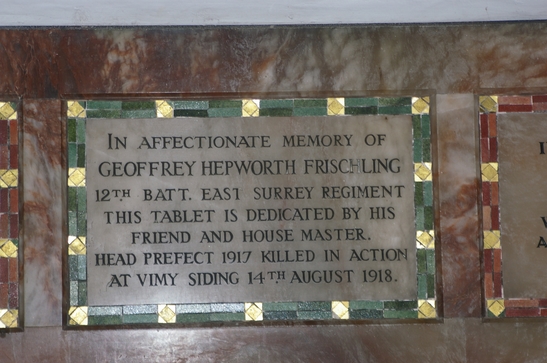 IN AFFECTIONATE MEMORY OF
GEOFFREY HEPWORTH FRISCHLING
12TH BATT. EAST SURREY REGIMENT
THIS TABLET IS DEDICATED BY HIS
FRIEND AND HOUSE MASTER.
HEAD PREFECT 1917 KILLED IN ACTION
AT VIMY SIDING 14TH AUGUST 1918.